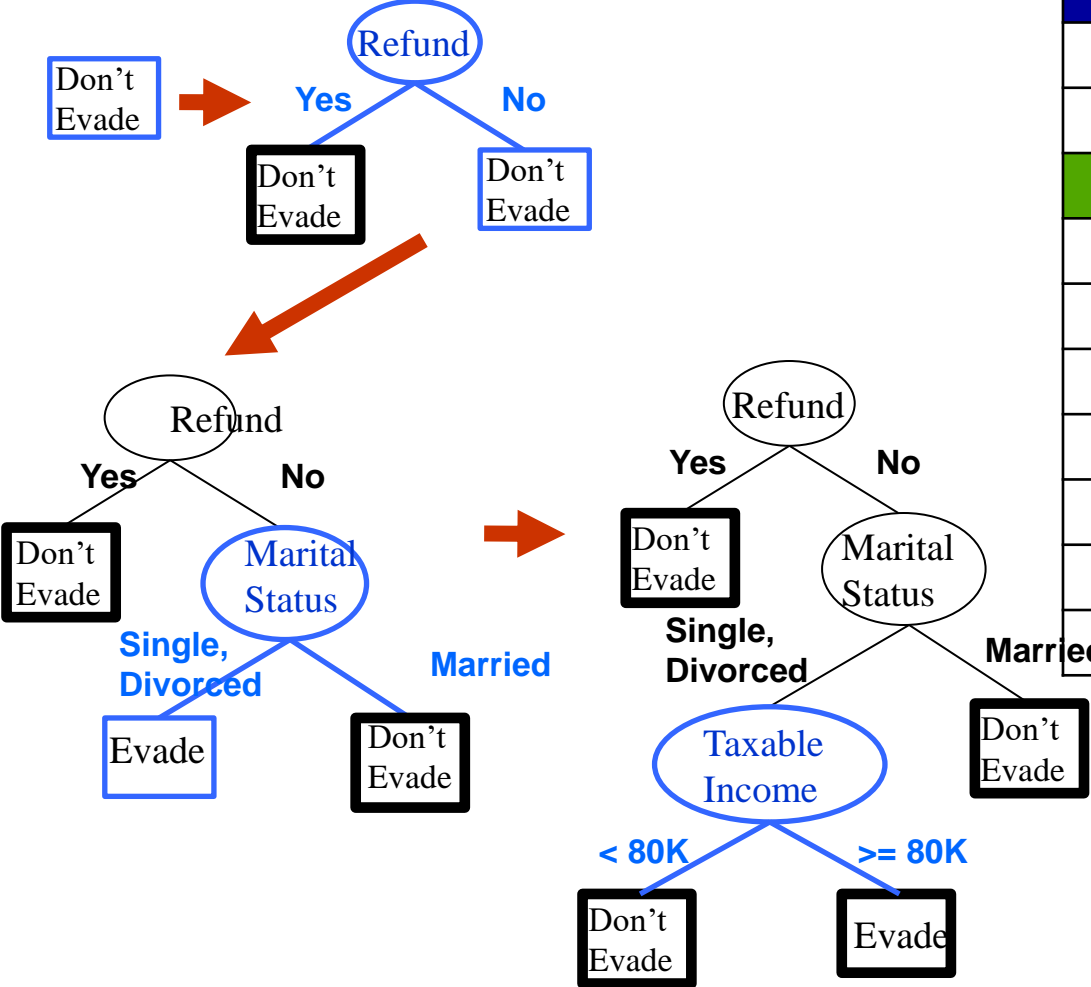 Refund
Don’t
Evade
Yes
No
Don’t
Evade
Don’t
Evade
Refund
Yes
No
Don’t
Evade
Marital
Status
Single,
Divorced
Married
Evade
Don’t
Evade
Refund
Yes
No
Don’t
Evade
Marital
Status
Single,
Divorced
Married
Taxable
Income
Don’t
Evade
< 80K
>= 80K
Don’t
Evade
Evade